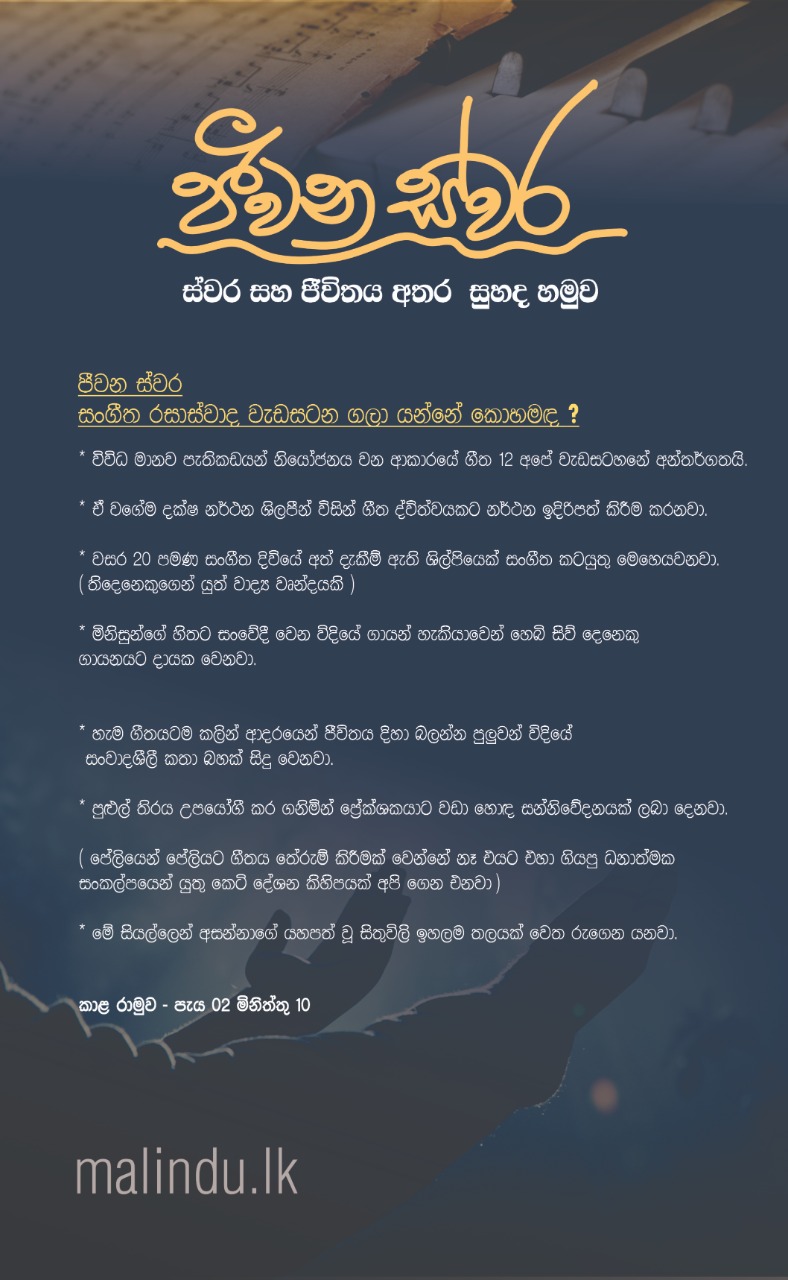 ජීවන ස්වර
ස්වර සහ ජීවිතය අතර සුහද හමුව
ජීවන ස්වර
සංගීත රසාස්වාද වැඩසටන ගලා යන්නේ කොහමඳ ?
* විවිධ මානව පැතිකඩයන් නියෝජනය වන ආකාරයේ ගීත 12 අපේ වැඩසටහනේ අන්තර්ගතයි.
* ඒ වගේම දක්ෂ නර්ථන ශිලපීන් විසින් ගීත ද්විත්වයකට නර්ථන ඉදිරිපත් කිරීම කරනවා.
* වසර 20 පමණ සංගීත දිවියේ අත් දැකීම් ඇති ශිල්පියෙක් සංගීත කටයුතු මෙහෙයවනවා.
( තිදෙනෙකුගෙන් යුත් වාද්‍ය වෘන්දයකි )
* මිනිසුන්ගේ හිතට සංවේදී වෙන විදියේ ගායන් හැකියාවෙන් හෙබි සිව් දෙනෙකු
ගායනයට දායක වෙනවා.
* හැම ගීතයටම කලින් ආදරයෙන් ජීවිතය දිහා බලන්න පුලුවන් විදියේ
සංවාදශීලී කතා බහක් සිදු වෙනවා.
* පුළුල් තිරය උපයෝගී කර ගනිමින් ප්‍රේක්ශකයාට වඩා හොඳ සන්නිවේදනයක් ලබා දෙනවා.
( පේලියෙන් පේලියට ගීතය තේරුම් කිරීමක් වෙන්නේ නෑ එයට එහා ගියපු ධනාත්මක
සංකල්පයෙන් යුතු කෙටි දේශන කිහිපයක් අපි ගෙන එනවා )
* මේ සියල්ලෙන් අසන්නාගේ යහපත් වූ සිතුවිලි ඉහලම තලයක් වෙත රුගෙන යනවා.
කාළ රාමුව - පැය 02 මිනිත්තු 10
malindu.lk